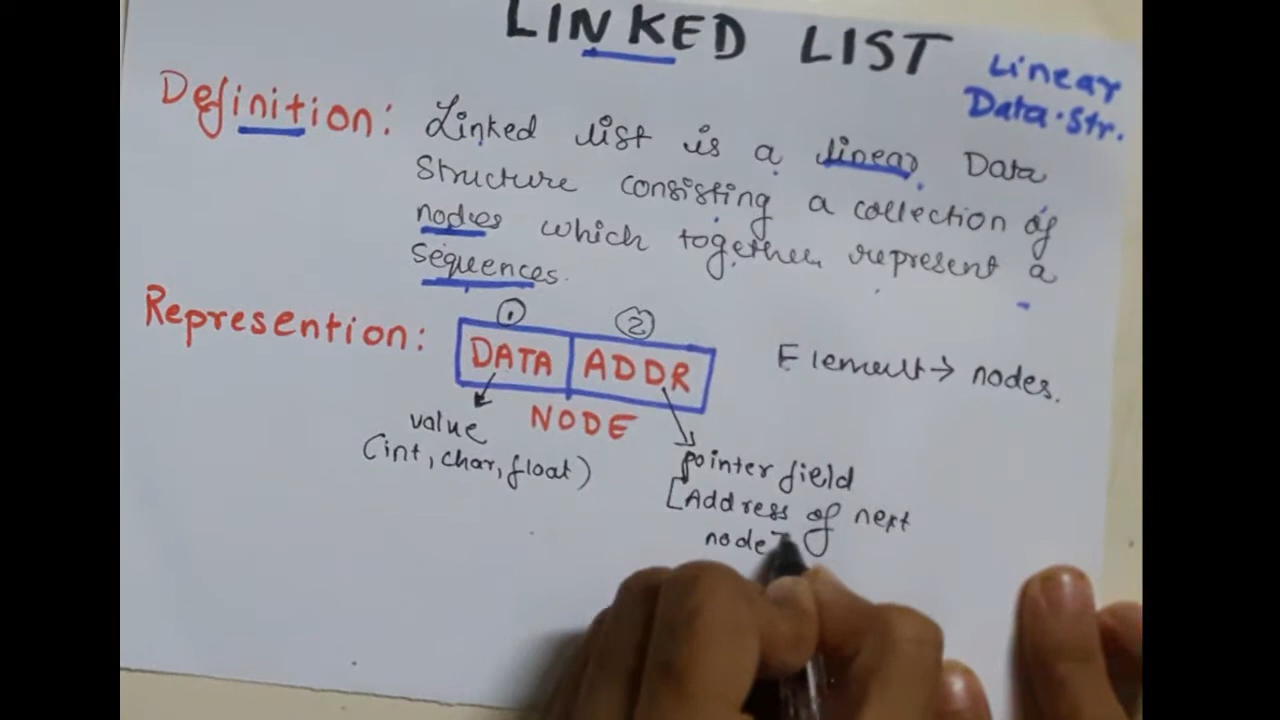 LINKED LIST
Linear
Data.Str.
Definition: Linked list is a linear Data
Structure consisting a collection of
nodes which together represent a
sequences.
Represention:
① ②
DATA ADDR
NODE
Element → nodes.
value
(int, char, float)
pointer field
[Address of next
node]